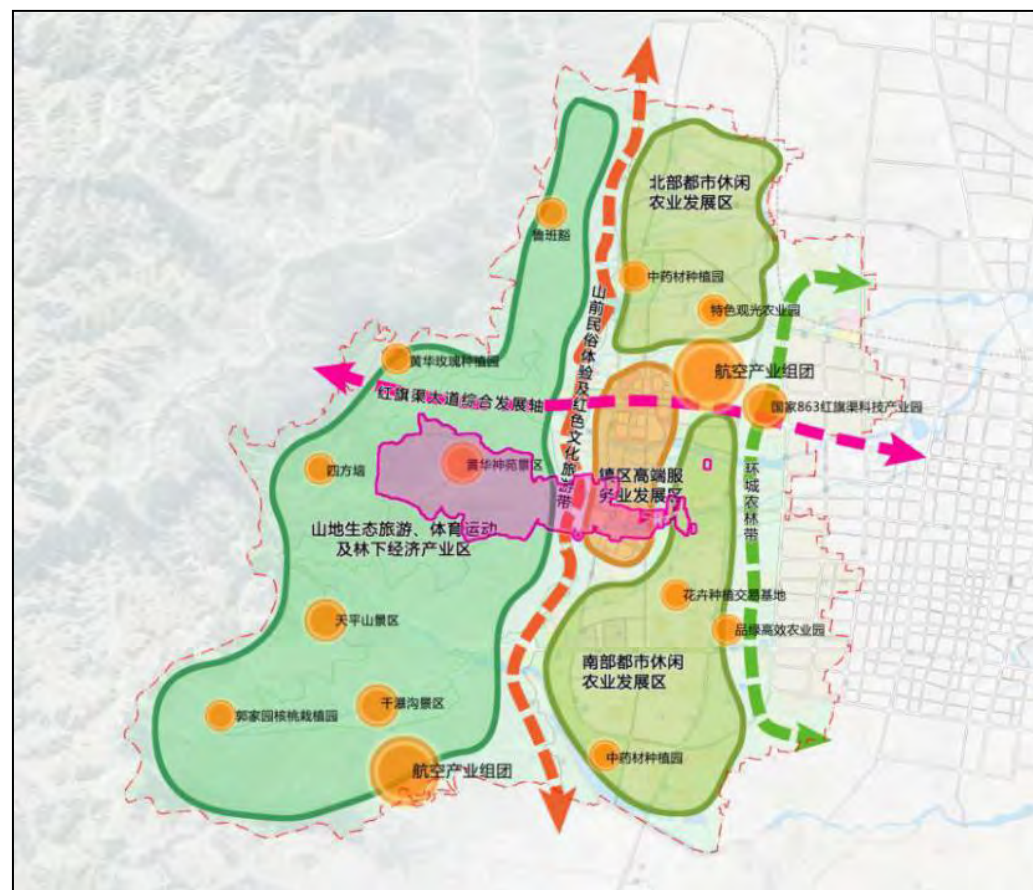 北部都市休闲
农业发展区
鲁班豁
中药材种植园
特色观光农业园
山前民俗体验及红色文化旅游带
黄华玫瑰种植园
航空产业组团
红旗渠大道综合发展轴
国家863红旗渠科技产业园
四方垴
黄华神苑景区
镇区高端服
务业发展区
环城农林带
山地生态旅游、体育运动
及林下经济产业区
花卉种植交易基地
天平山景区
品绿高效农业园
南部都市休闲
农业发展区
千瀑沟景区
郭家园核桃栽植园
中药材种植园
航空产业组团